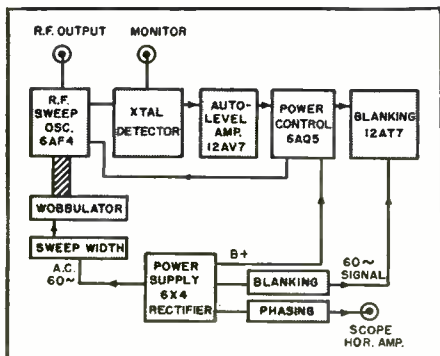 R.F. OUTPUT
MONITOR
R.F.
SWEEP
OSC.
6AF4
XTAL
DETECTOR
AUTO-
LEVEL
AMP.
12AV7
POWER
CONTROL
6AQ5
BLANKING
12AT7
WOBBULATOR
SWEEP WIDTH
A.C.
60~
POWER
SUPPLY
6X4
RECTIFIER
B+
BLANKING
60~
SIGNAL
PHASING
SCOPE
HOR. AMP.